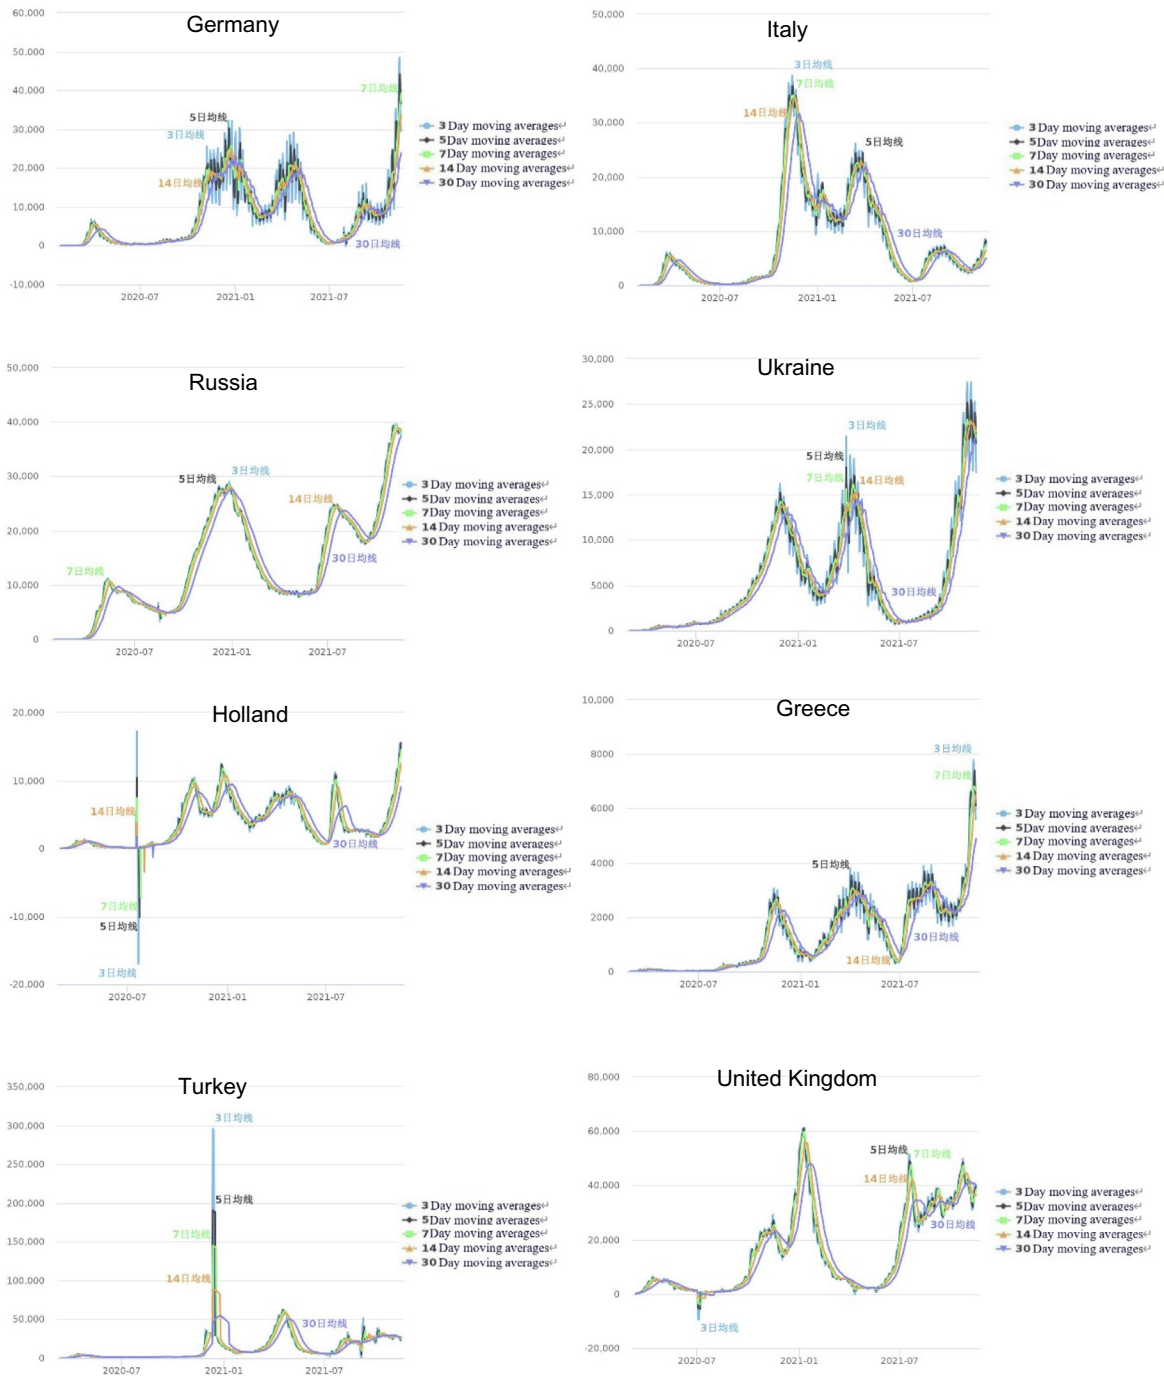 Germany
60,000
50,000
40,000
30,000
20,000
10,000
0
-10,000
2020-07
2021-01
2021-07
5日均线
3日均线
14日均线
7日均线
30日均线
3 Day moving averages↵
5Dav moving averages↵
7Day moving averages↵
14 Day moving averages↵
30 Day moving averages↵
Italy
50,000
40,000
30,000
20,000
10,000
0
2020-07
2021-01
2021-07
3日均线
7日均线
14日均线
5日均线
30日均线
3 Day moving averages↵
5Dav moving averages↵
7Day moving averages↵
14 Day moving averages↵
30 Day moving averages↵
Russia
50,000
40,000
30,000
20,000
10,000
0
2020-07
2021-01
2021-07
3日均线
5日均线
14日均线
7日均线
30日均线
3 Day moving averages↵
5Dav moving averages↵
7Day moving averages↵
14 Day moving averages↵
30 Day moving averages↵
Ukraine
30,000
25,000
20,000
15,000
10,000
5000
0
2020-07
2021-01
2021-07
3日均线
5日均线
7日均线
14日均线
30日均线
3 Day moving averages↵
5Dav moving averages↵
7Day moving averages↵
14 Day moving averages↵
30 Day moving averages↵
Holland
20,000
10,000
0
-10,000
-20,000
2020-07
2021-01
2021-07
14日均线
30日均线
7日均线
5日均线
3日均线
3 Day moving averages↵
5Dav moving averages↵
7Day moving averages↵
14 Day moving averages↵
30 Day moving averages↵
Greece
10,000
8000
6000
4000
2000
0
2020-07
2021-01
2021-07
3日均线
7日均线
5日均线
30日均线
14日均线
3 Day moving averages↵
5Dav moving averages↵
7Day moving averages↵
14 Day moving averages↵
30 Day moving averages↵
Turkey
350,000
300,000
250,000
200,000
150,000
100,000
50,000
0
2020-07
2021-01
2021-07
3日均线
5日均线
7日均线
14日均线
30日均线
3 Day moving averages↵
5Dav moving averages↵
7Day moving averages↵
14 Day moving averages↵
30 Day moving averages↵
United Kingdom
80,000
60,000
40,000
20,000
0
-20,000
2020-07
2021-01
2021-07
5日均线
7日均线
14日均线
30日均线
3日均线
3 Day moving averages↵
5Dav moving averages↵
7Day moving averages↵
14 Day moving averages↵
30 Day moving averages↵